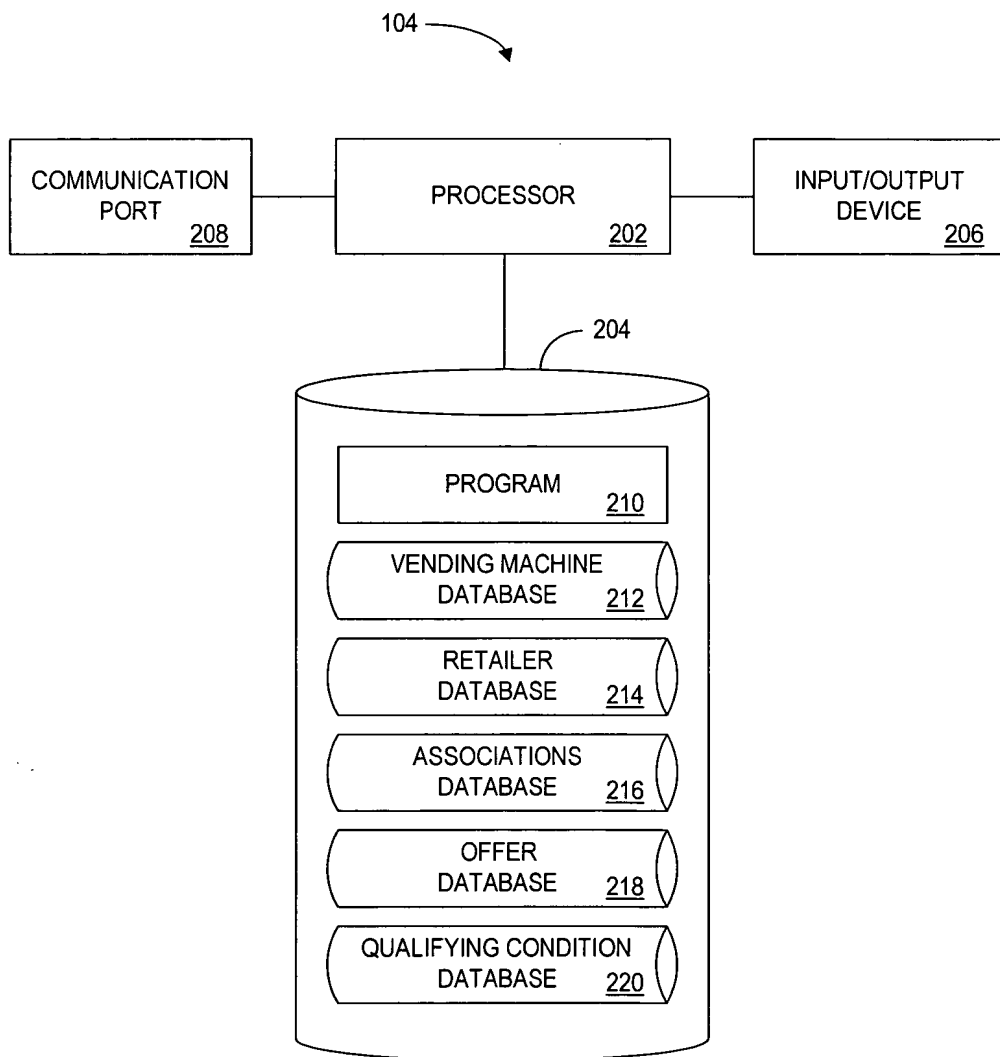 104
COMMUNICATION
PORT
208
PROCESSOR
202
INPUT/OUTPUT
DEVICE
206
204
PROGRAM
210
VENDING MACHINE
DATABASE
212
RETAILER
DATABASE
214
ASSOCIATIONS
DATABASE
216
OFFER
DATABASE
218
QUALIFYING CONDITION
DATABASE
220